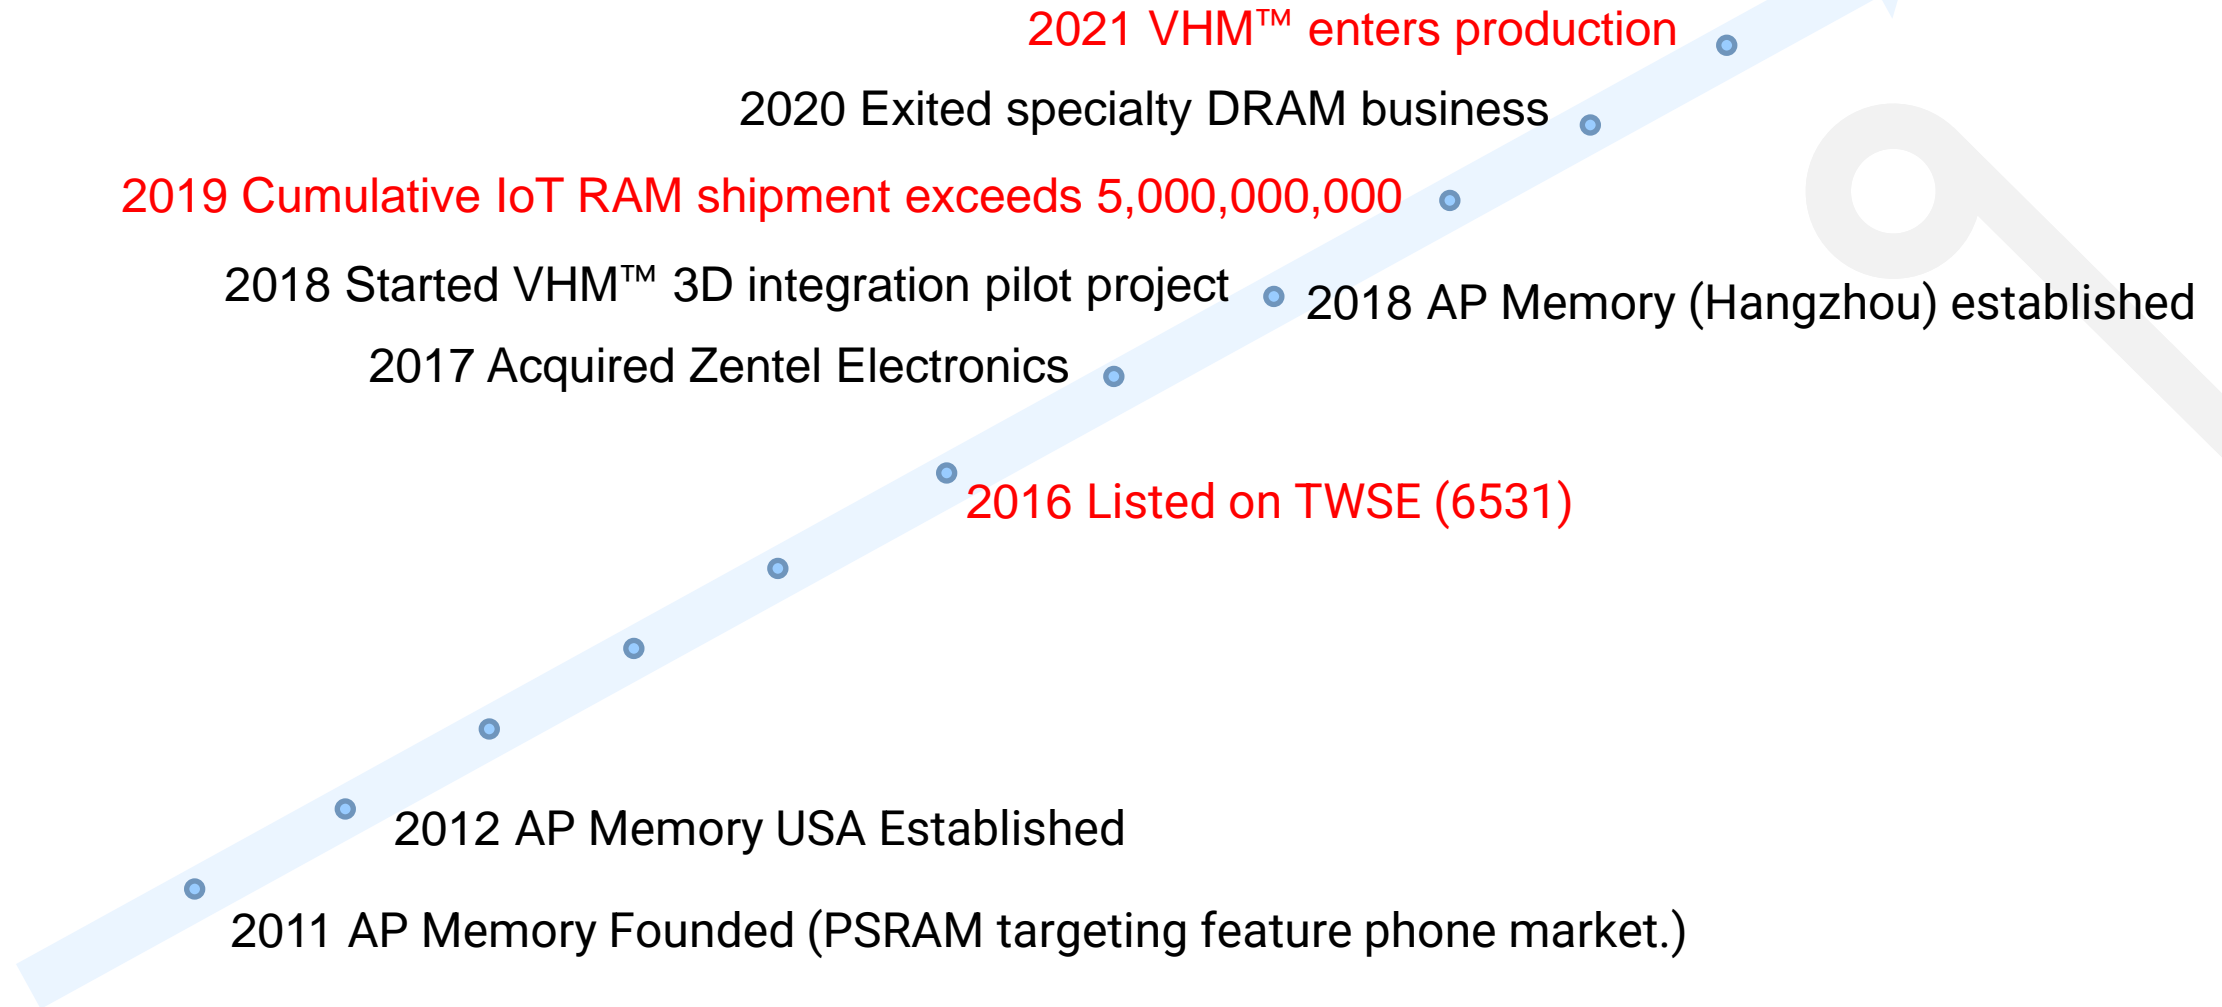 2021 VHM™ enters production
2020 Exited specialty DRAM business
2019 Cumulative IoT RAM shipment exceeds 5,000,000,000
2018 Started VHM™ 3D integration pilot project
2018 AP Memory (Hangzhou) established
2017 Acquired Zentel Electronics
2016 Listed on TWSE (6531)
2012 AP Memory USA Established
2011 AP Memory Founded (PSRAM targeting feature phone market.)